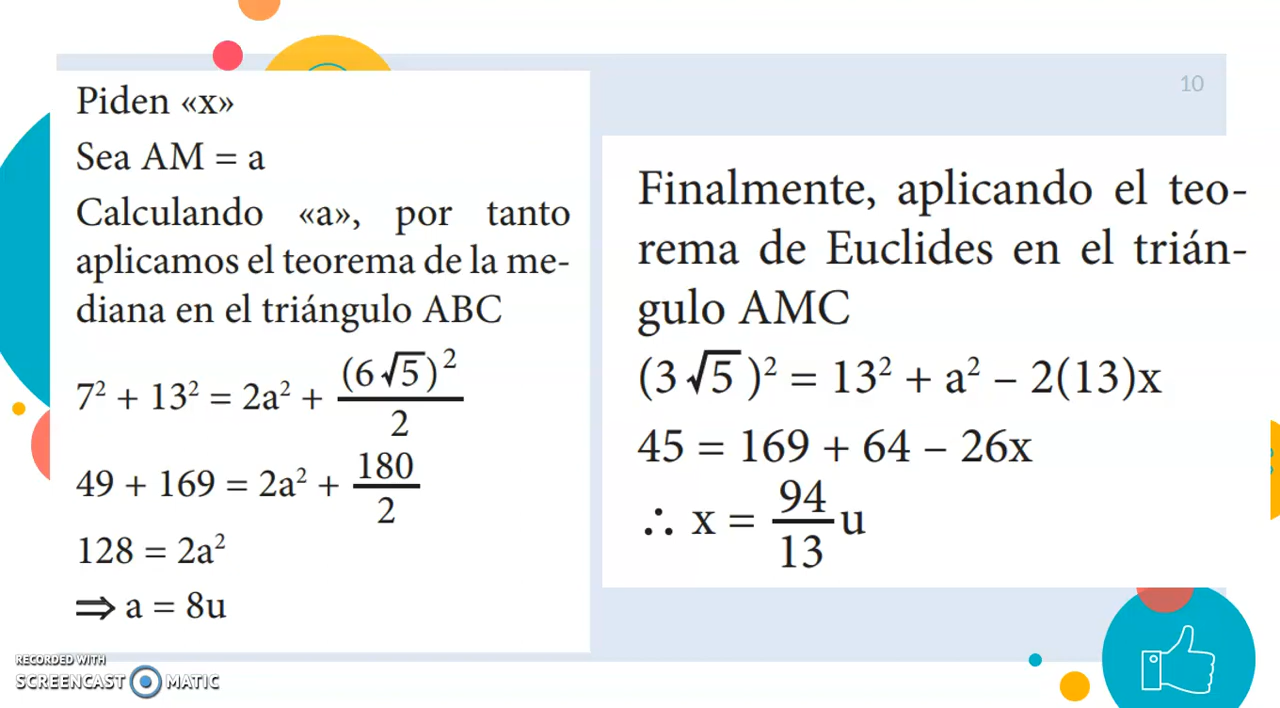 10
Piden «x»
Sea AM = a
Calculando «a», por tanto
aplicamos el teorema de la me-
diana en el triángulo ABC
7² + 13² = 2a² + (6√5)²/2
49 + 169 = 2a² + 180/2
128 = 2a²
⇒ a = 8u
Finalmente, aplicando el teo-
rema de Euclides en el trián-
gulo AMC
(3√5)² = 13² + a² – 2(13)x
45 = 169 + 64 – 26x
∴ x = 94/13 u
RECORDED WITH
SCREENCAST MATIC